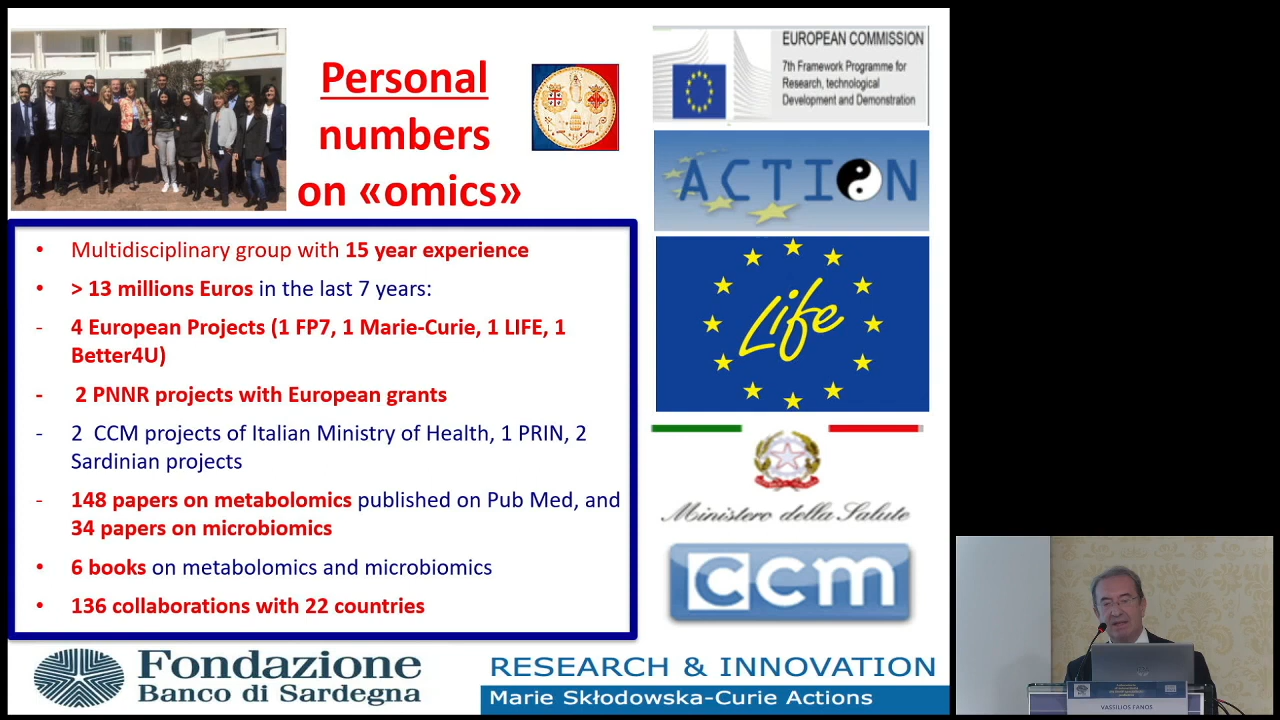 Personal
numbers
on «omics»
• Multidisciplinary group with 15 year experience
• > 13 millions Euros in the last 7 years:
- 4 European Projects (1 FP7, 1 Marie-Curie, 1 LIFE, 1
Better4U)
- 2 PNNR projects with European grants
- 2 CCM projects of Italian Ministry of Health, 1 PRIN, 2
Sardinian projects
- 148 papers on metabolomics published on Pub Med, and
34 papers on microbiomics
• 6 books on metabolomics and microbiomics
• 136 collaborations with 22 countries
EUROPEAN COMMISSION
7th Framework Programme for
Research, technological
Development and Demonstration
ACTION
Life
Ministero della Salute
ccm
Fondazione
Banco di Sardegna
RESEARCH & INNOVATION
Marie Skłodowska-Curie Actions
VASSILIOS FANOS